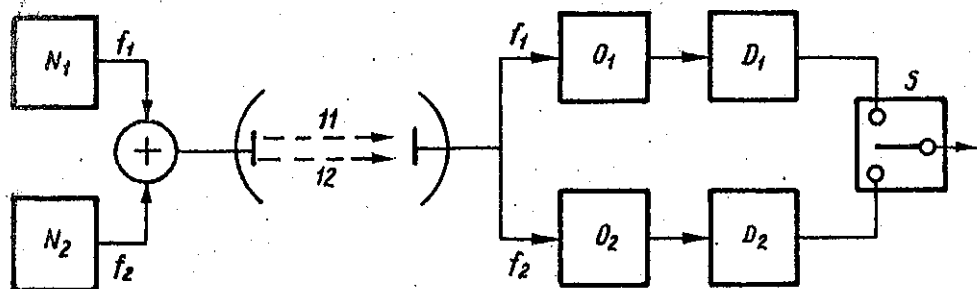 N₁
f₁
+
N₂
f₂
11
12
f₁
O₁
D₁
S
f₂
O₂
D₂